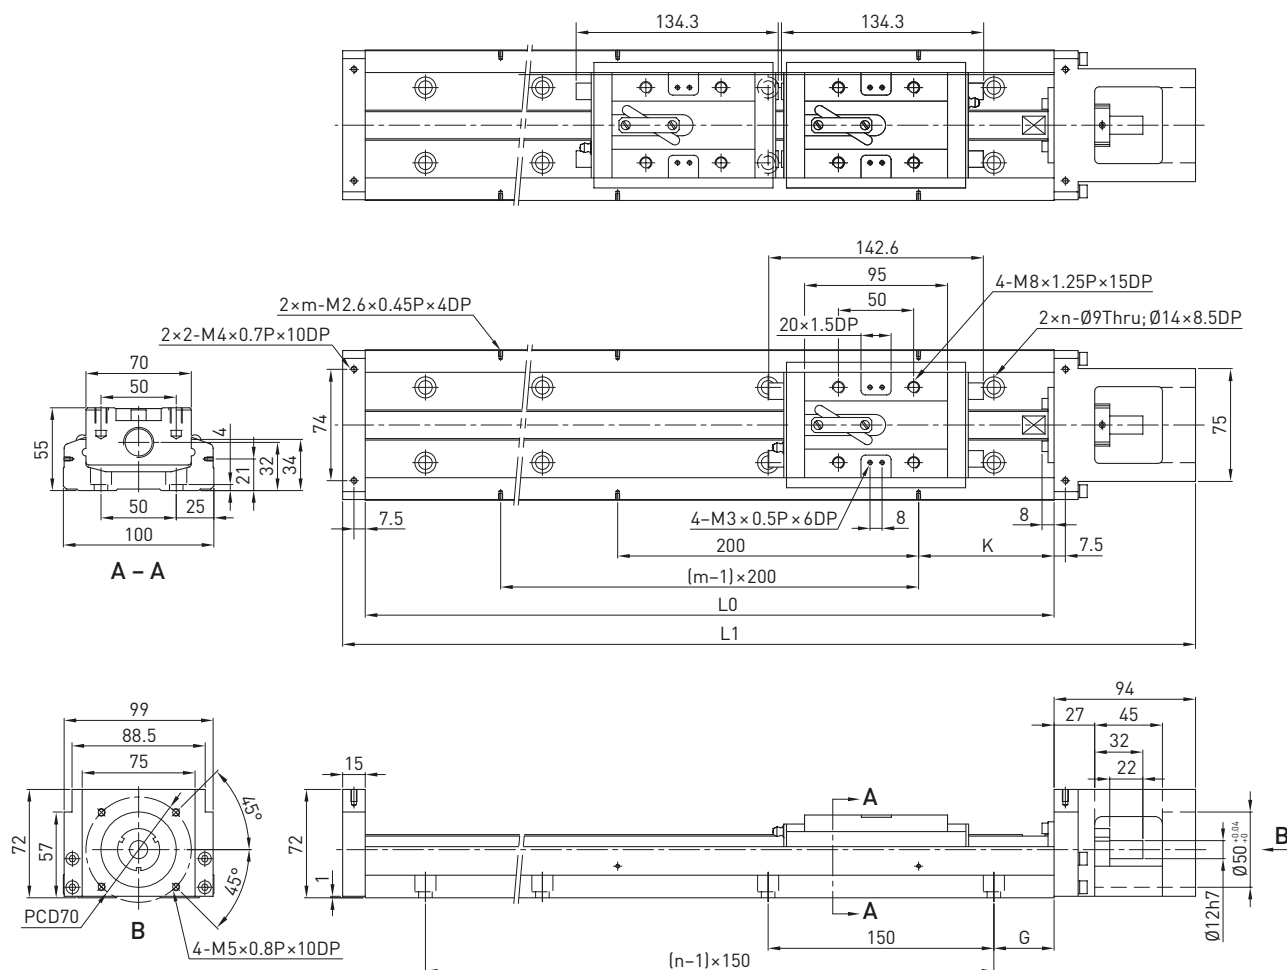 134.3
134.3
142.6
95
4-M8×1.25P×15DP
50
2×m-M2.6×0.45P×4DP
20×1.5DP
2×n-Ø9Thru; Ø14×8.5DP
2×2-M4×0.7P×10DP
70
50
4
55
21
32
34
74
75
50
25
100
A – A
7.5
4–M3×0.5P×6DP
8
8
200
K
7.5
(m–1)×200
L0
L1
99
88.5
75
45°
45°
72
57
PCD70
B
4-M5×0.8P×10DP
15
72
1
A
A
94
27
45
32
22
Ø50 +0.04 +0
B
Ø12h7
150
G
(n–1)×150